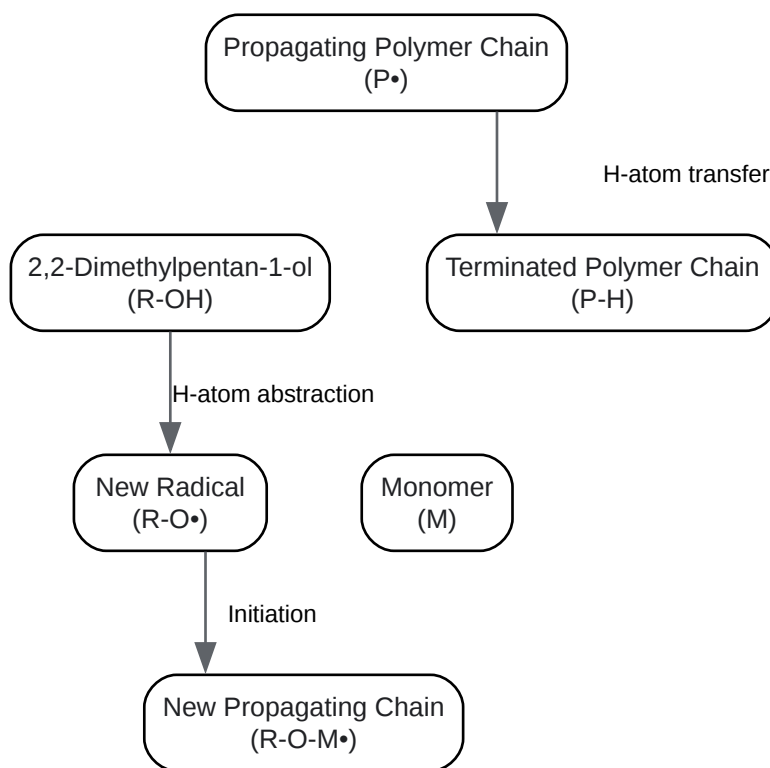 Propagating Polymer Chain
(P•)
H-atom transfer
2,2-Dimethylpentan-1-ol
(R-OH)
Terminated Polymer Chain
(P-H)
H-atom abstraction
New Radical
(R-O•)
Monomer
(M)
Initiation
New Propagating Chain
(R-O-M•)